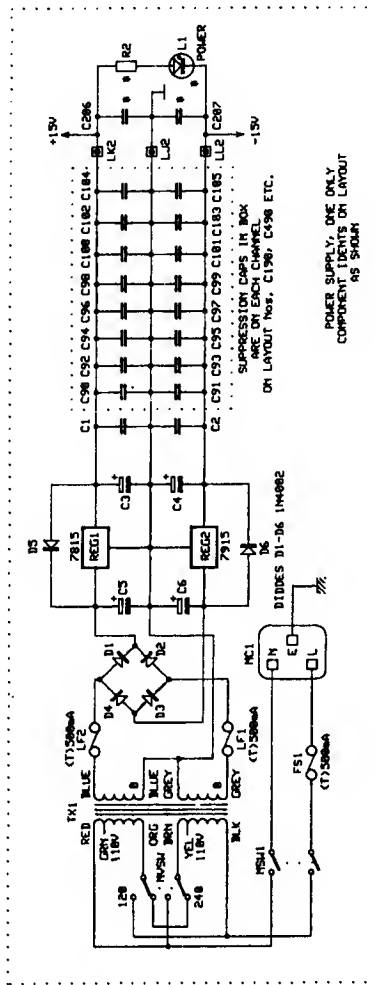 +15V
-15V
C206
C207
R2
L1
POWER
LK2
LJ2
LL2
C1
C90
C92
C94
C96
C98
C100
C102
C104
C2
C91
C93
C95
C97
C99
C101
C103
C105
SUPPRESSION CAPS IN BOX
ARE ON EACH CHANNEL
ON LAYOUT Nos. C190, C490 ETC.
POWER SUPPLY, ONE ONLY
COMPONENT IDENTS ON LAYOUT
AS SHOWN
D5
7815
REG1
C3
C4
C5
C6
REG2
7915
D6
DIODES D1-D6 1N4002
D1
D2
D3
D4
LF2
(T)500mA
LF1
(T)500mA
TX1
BLUE
0
BLUE
GREY
0
GREY
RED
GRN
110V
ORG
BRN
YEL
110V
BLK
120
MVSW
240
MC1
N
E
L
FS1
(T)500mA
MSW1